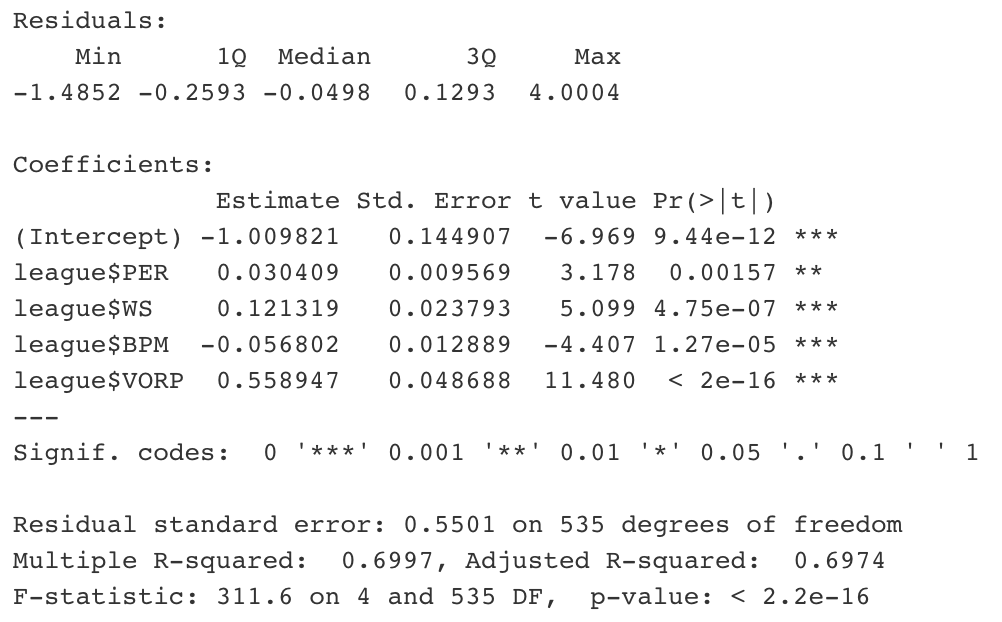 Residuals:
    Min      1Q  Median      3Q     Max
-1.4852 -0.2593 -0.0498  0.1293  4.0004

Coefficients:
             Estimate Std. Error t value Pr(>|t|)
(Intercept) -1.009821   0.144907  -6.969 9.44e-12 ***
league$PER   0.030409   0.009569   3.178  0.00157 **
league$WS    0.121319   0.023793   5.099 4.75e-07 ***
league$BPM  -0.056802   0.012889  -4.407 1.27e-05 ***
league$VORP  0.558947   0.048688  11.480  < 2e-16 ***
---
Signif. codes:  0 '***' 0.001 '**' 0.01 '*' 0.05 '.' 0.1 ' ' 1

Residual standard error: 0.5501 on 535 degrees of freedom
Multiple R-squared:  0.6997, Adjusted R-squared:  0.6974
F-statistic: 311.6 on 4 and 535 DF,  p-value: < 2.2e-16